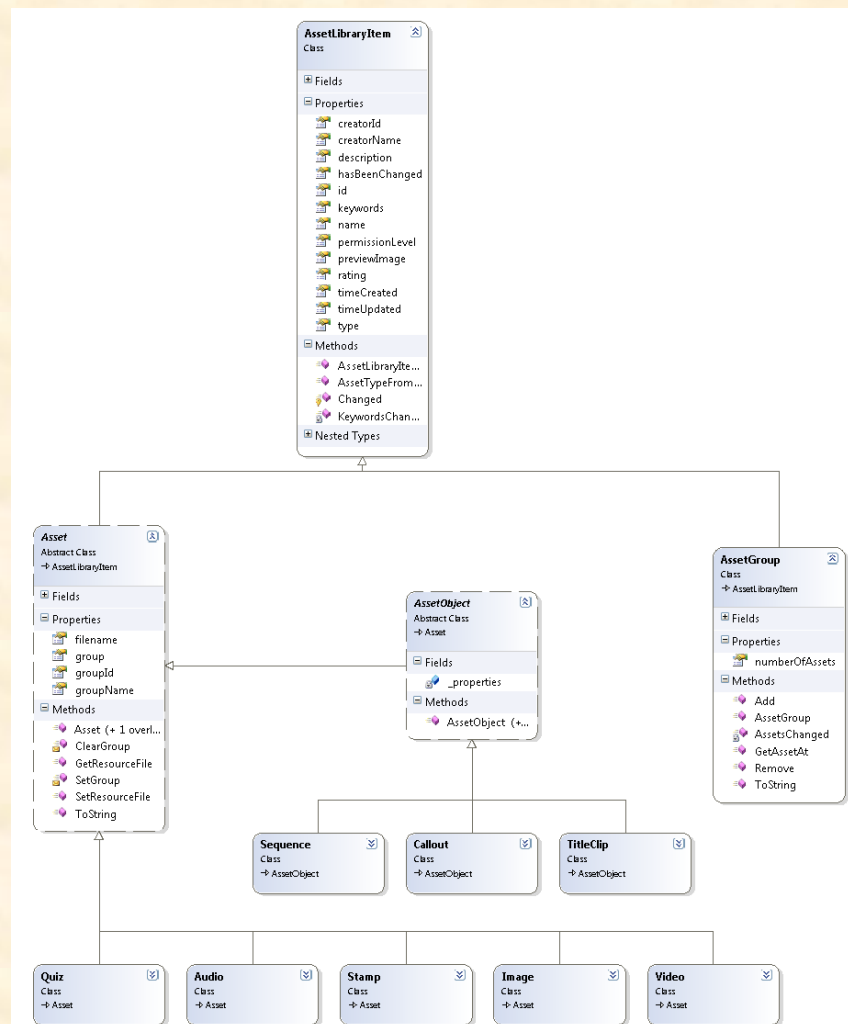 AssetLibraryItem
Class
Fields
Properties
creatorId
creatorName
description
hasBeenChanged
id
keywords
name
permissionLevel
previewImage
rating
timeCreated
timeUpdated
type
Methods
AssetLibraryIte...
AssetTypeFrom...
Changed
KeywordsChan...
Nested Types
Asset
Abstract Class
AssetLibraryItem
Fields
Properties
filename
group
groupId
groupName
Methods
Asset (+ 1 overl...
ClearGroup
GetResourceFile
SetGroup
SetResourceFile
ToString
AssetObject
Abstract Class
Asset
Fields
_properties
Methods
AssetObject (+...
AssetGroup
Class
AssetLibraryItem
Fields
Properties
numberOfAssets
Methods
Add
AssetGroup
AssetsChanged
GetAssetAt
Remove
ToString
Sequence
Class
AssetObject
Callout
Class
AssetObject
TitleClip
Class
AssetObject
Quiz
Class
Asset
Audio
Class
Asset
Stamp
Class
Asset
Image
Class
Asset
Video
Class
Asset